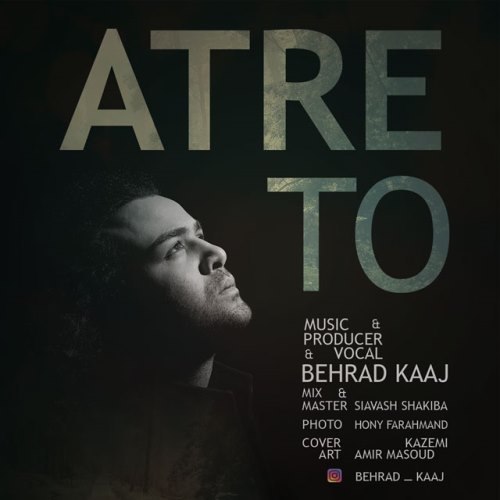 ATRE
TO
MUSIC &
PRODUCER
& VOCAL
BEHRAD KAAJ
MIX &
MASTER SIAVASH SHAKIBA
PHOTO HONY FARAHMAND
COVER KAZEMI
ART AMIR MASOUD
BEHRAD _ KAAJ